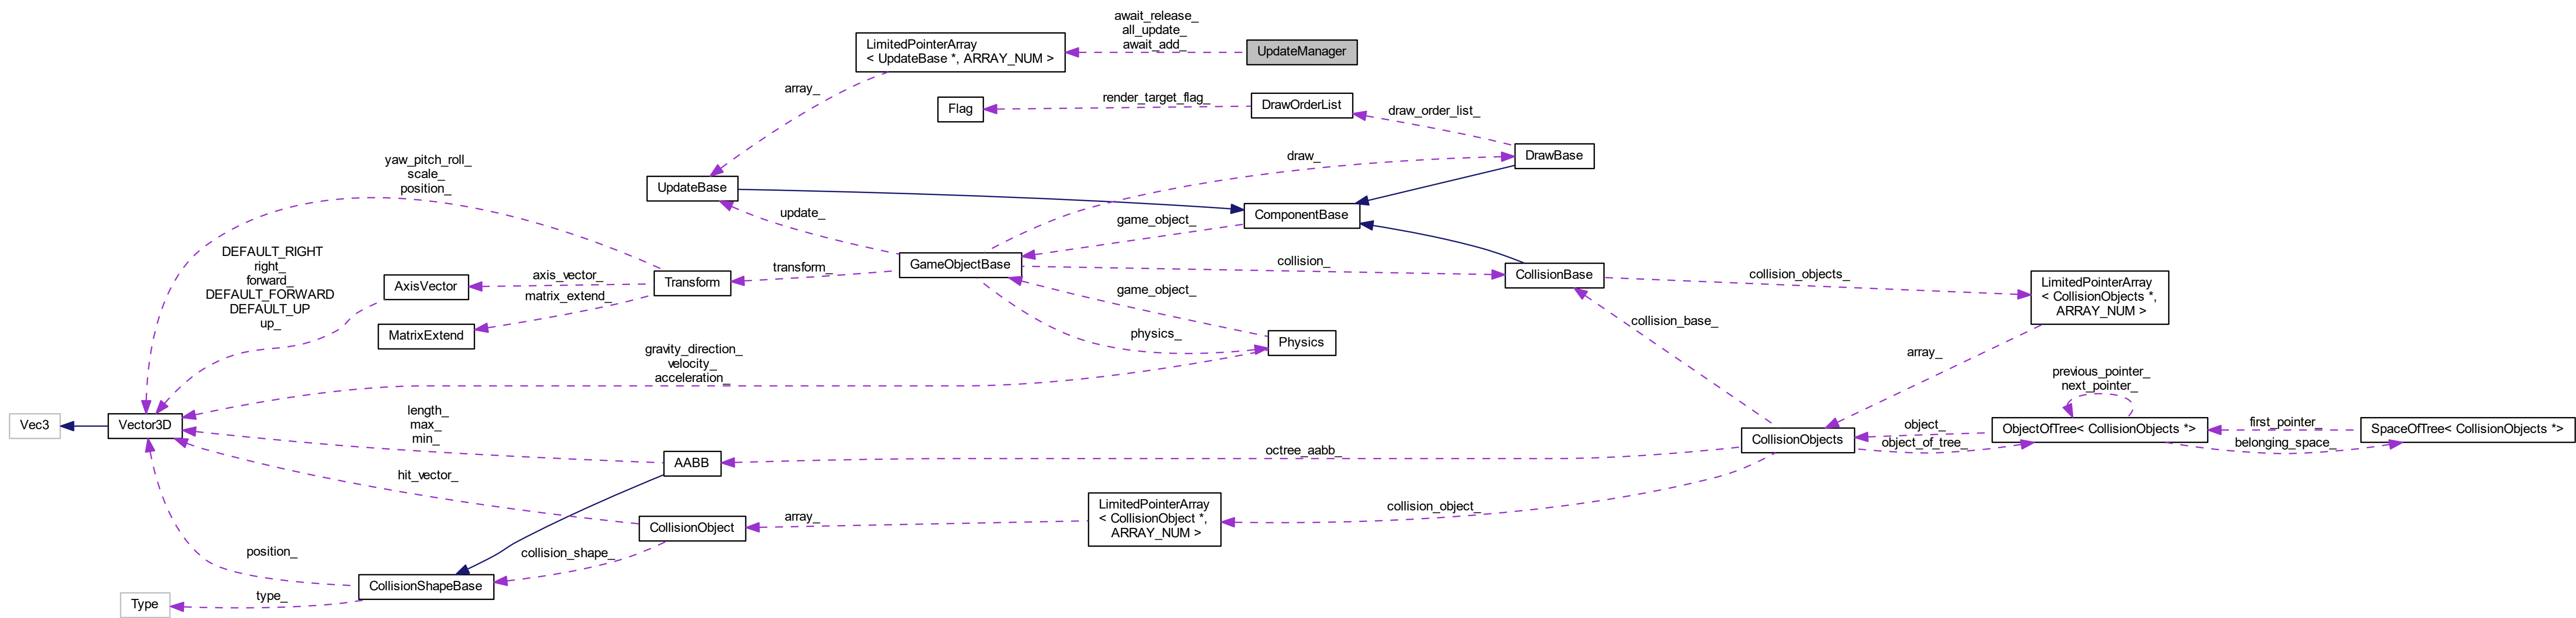 await_release_
all_update_
await_add_
UpdateManager
LimitedPointerArray
< UpdateBase *, ARRAY_NUM >
array_
render_target_flag_
Flag
DrawOrderList
draw_order_list_
DrawBase
draw_
yaw_pitch_roll_
scale_
position_
UpdateBase
ComponentBase
update_
game_object_
DEFAULT_RIGHT
right_
forward_
DEFAULT_FORWARD
DEFAULT_UP
up_
AxisVector
axis_vector_
matrix_extend_
MatrixExtend
Transform
transform_
GameObjectBase
collision_
CollisionBase
collision_objects_
LimitedPointerArray
< CollisionObjects *,
ARRAY_NUM >
game_object_
physics_
Physics
collision_base_
array_
gravity_direction_
velocity_
acceleration_
previous_pointer_
next_pointer_
Vec3
Vector3D
length_
max_
min_
CollisionObjects
object_
object_of_tree_
ObjectOfTree< CollisionObjects *>
first_pointer_
belonging_space_
SpaceOfTree< CollisionObjects *>
AABB
octree_aabb_
hit_vector_
CollisionObject
array_
LimitedPointerArray
< CollisionObject *,
ARRAY_NUM >
collision_object_
position_
collision_shape_
CollisionShapeBase
Type
type_